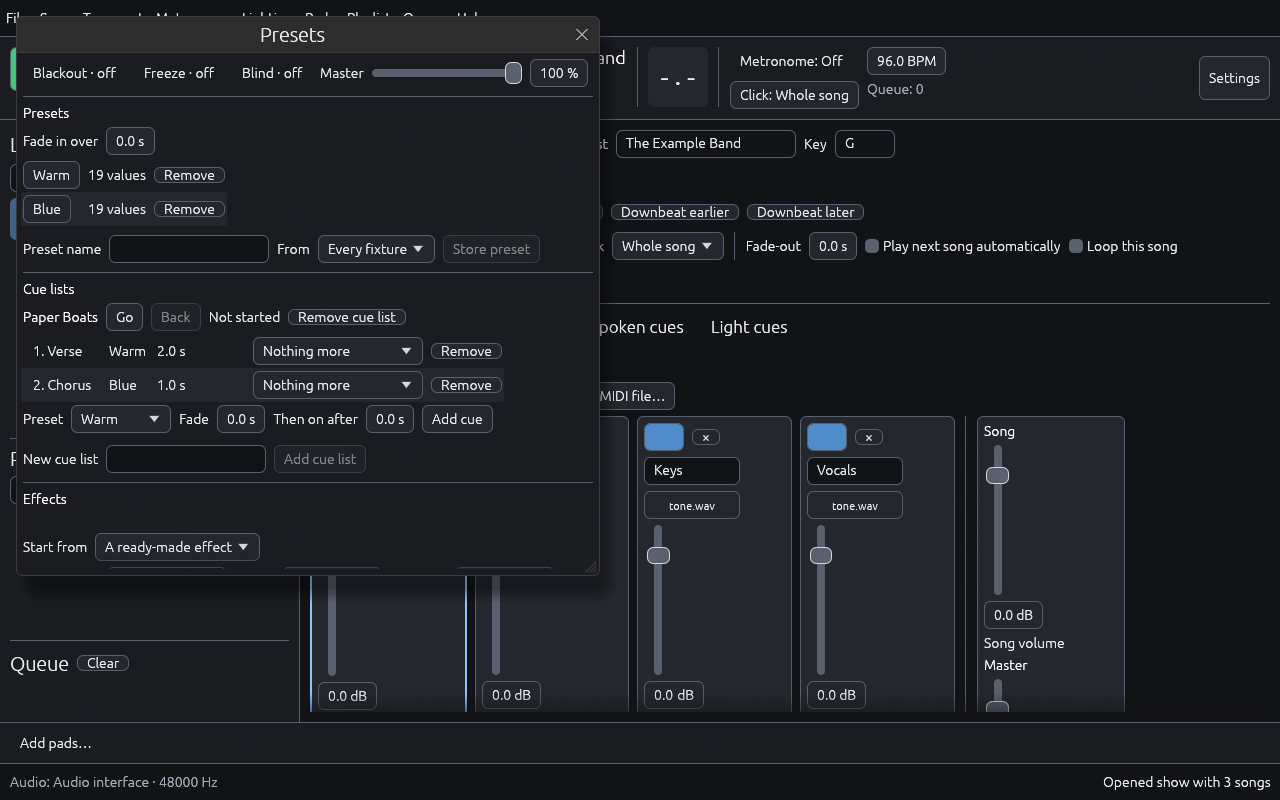 Presets
Blackout · off Freeze · off Blind · off Master 100 %
Presets
Fade in over 0.0 s
Warm 19 values Remove
Blue 19 values Remove
Preset name From Every fixture Store preset
Cue lists
Paper Boats Go Back Not started Remove cue list
1. Verse Warm 2.0 s Nothing more Remove
2. Chorus Blue 1.0 s Nothing more Remove
Preset Warm Fade 0.0 s Then on after 0.0 s Add cue
New cue list Add cue list
Effects
Start from A ready-made effect
-.- Metronome: Off 96.0 BPM
Click: Whole song Queue: 0
Settings
The Example Band Key G
Downbeat earlier Downbeat later
Whole song Fade-out 0.0 s Play next song automatically Loop this song
cues Light cues
MIDI file…
× ×
Keys Vocals
tone.wav tone.wav
0.0 dB 0.0 dB 0.0 dB 0.0 dB
Song
0.0 dB
Song volume
Master
Queue Clear
Add pads…
Audio: Audio interface · 48000 Hz
Opened show with 3 songs